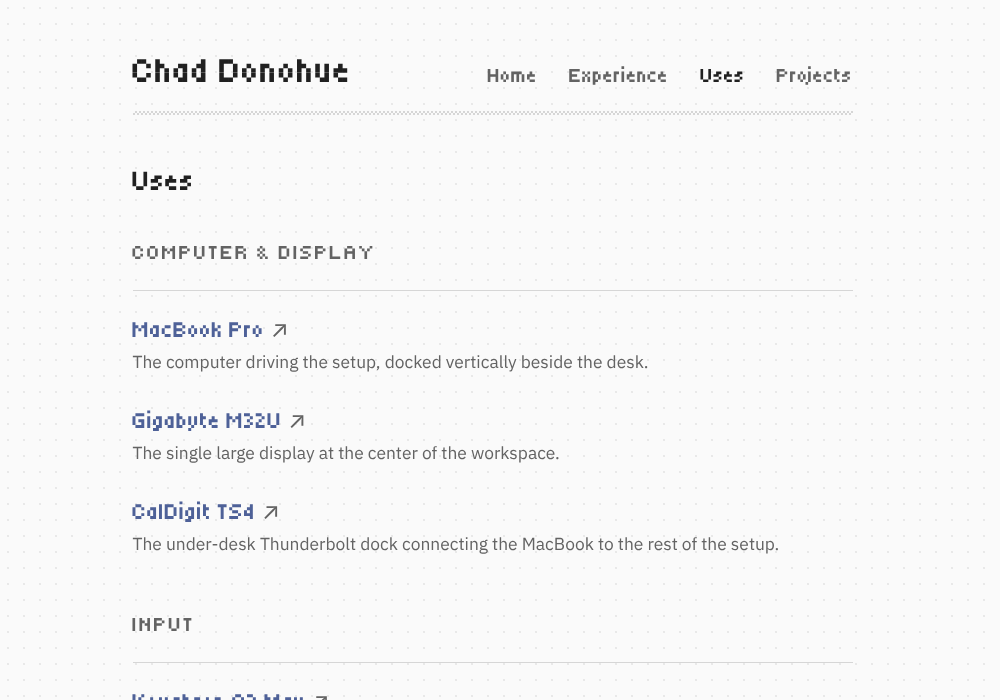 Chad Donohue
Home Experience Uses Projects
Uses
COMPUTER & DISPLAY
MacBook Pro ↗
The computer driving the setup, docked vertically beside the desk.
Gigabyte M32U ↗
The single large display at the center of the workspace.
CalDigit TS4 ↗
The under-desk Thunderbolt dock connecting the MacBook to the rest of the setup.
INPUT